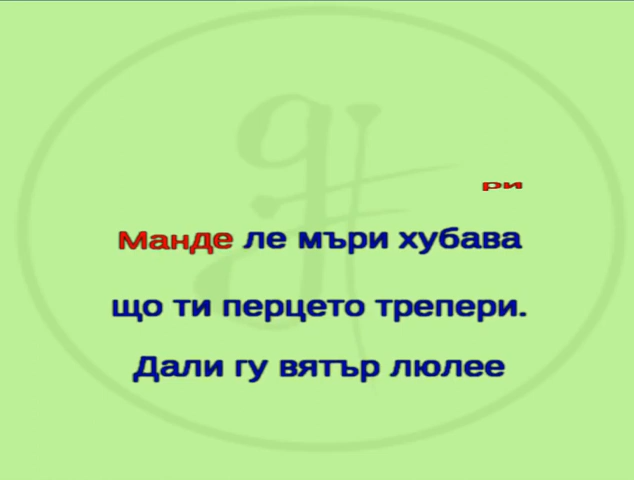 ри
Манде ле мъри хубава
що ти перцето трепери.
Дали гу вятър люлее